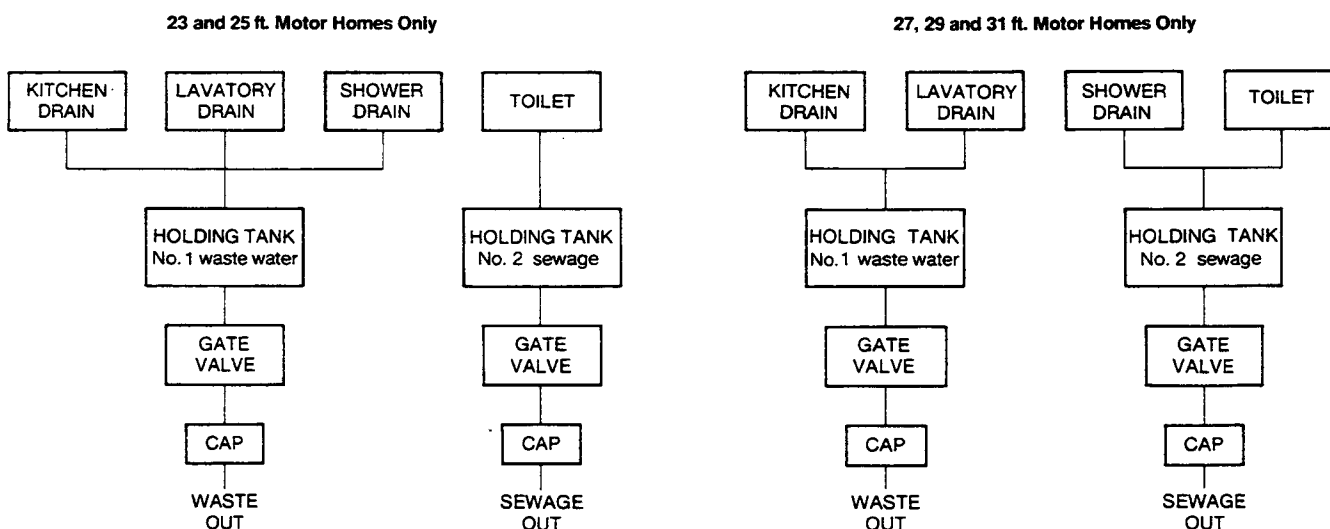 23 and 25 ft. Motor Homes Only
KITCHEN
DRAIN
LAVATORY
DRAIN
SHOWER
DRAIN
TOILET
HOLDING TANK
No. 1 waste water
HOLDING TANK
No. 2 sewage
GATE
VALVE
GATE
VALVE
CAP
CAP
WASTE
OUT
SEWAGE
OUT
27, 29 and 31 ft. Motor Homes Only
KITCHEN
DRAIN
LAVATORY
DRAIN
SHOWER
DRAIN
TOILET
HOLDING TANK
No. 1 waste water
HOLDING TANK
No. 2 sewage
GATE
VALVE
GATE
VALVE
CAP
CAP
WASTE
OUT
SEWAGE
OUT